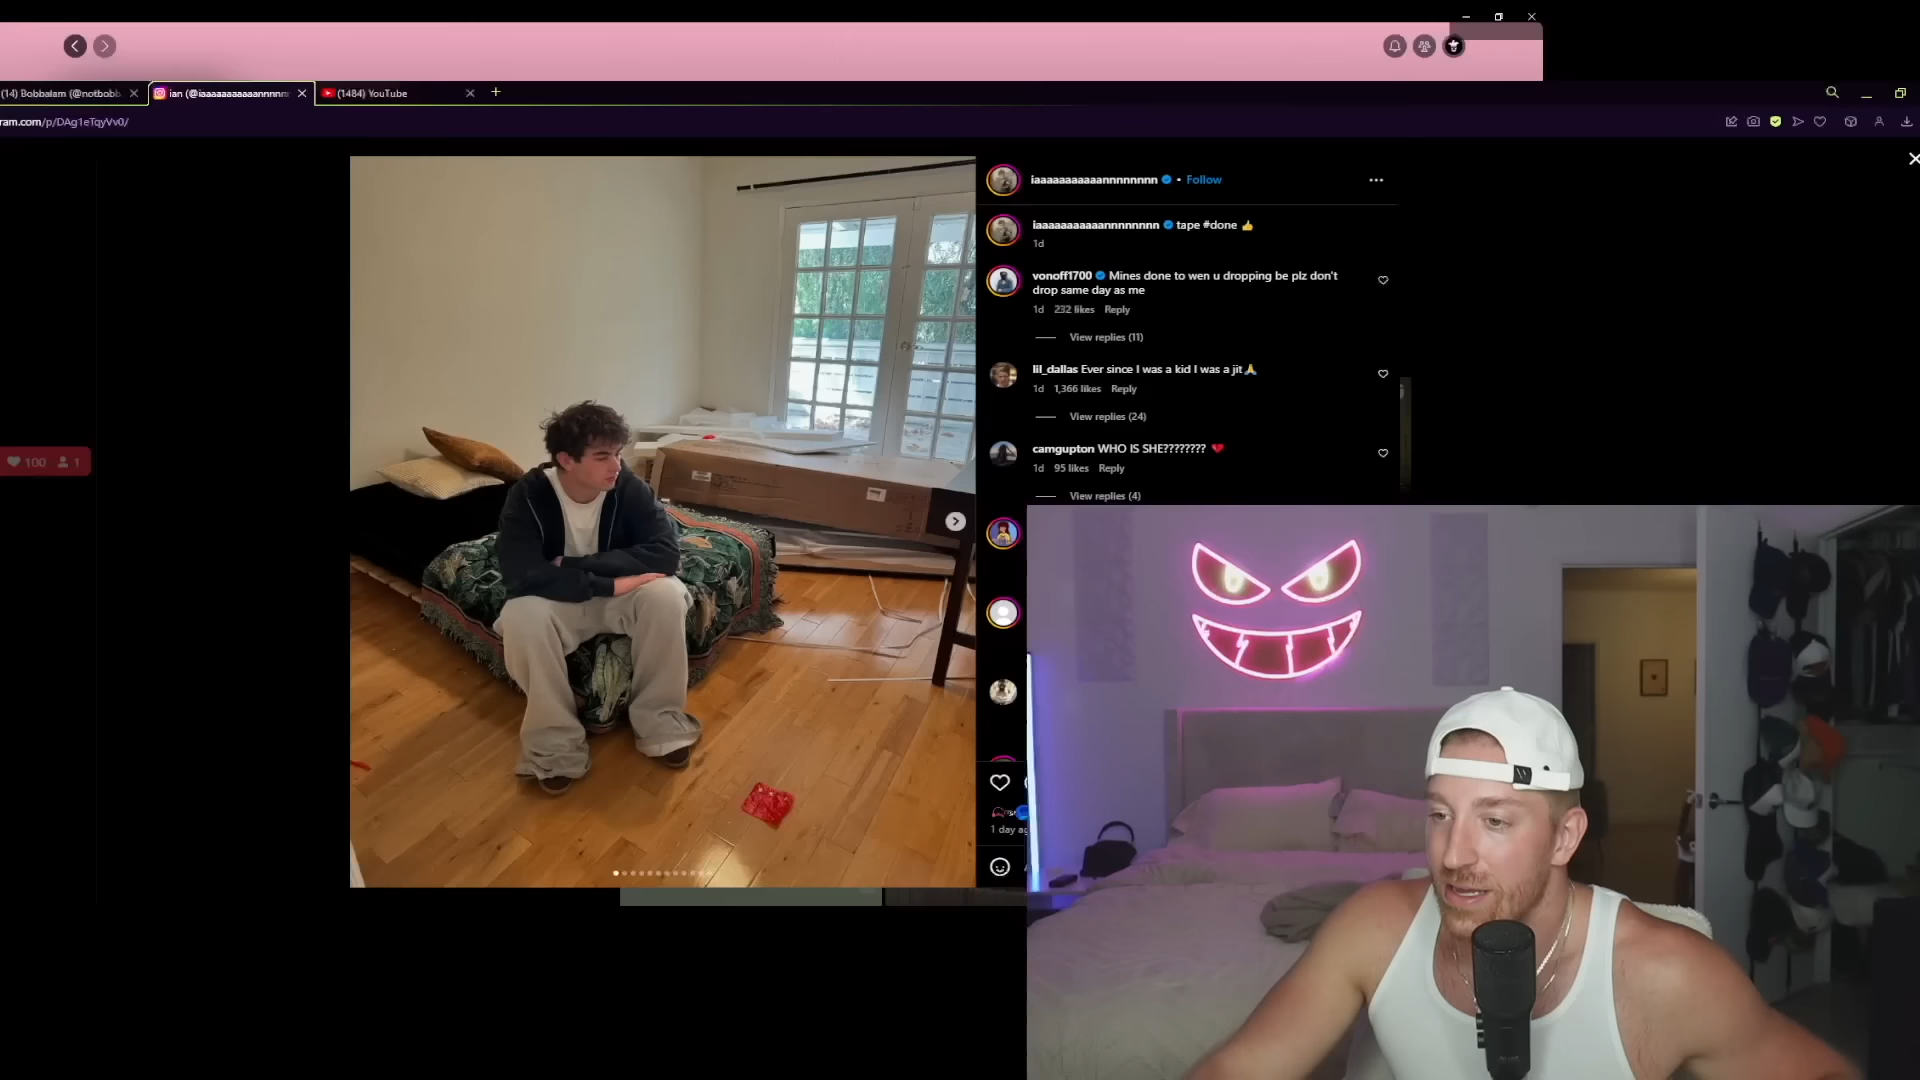 (14) Bobbalam (@notbobb
ian (@iaaaaaaaaaaannnnnn
(1484) YouTube
ram.com/p/DAg1eTqyVv0/
iaaaaaaaaaaannnnnnnn • Follow
iaaaaaaaaaaannnnnnnn tape #done 👍
1d
vonoff1700 Mines done to wen u dropping be plz don't
drop same day as me
1d 232 likes Reply
View replies (11)
lil_dallas Ever since I was a kid I was a jit🙏
1d 1,366 likes Reply
View replies (24)
camgupton WHO IS SHE???????? 💔
1d 95 likes Reply
View replies (4)
100 1
1 day ag